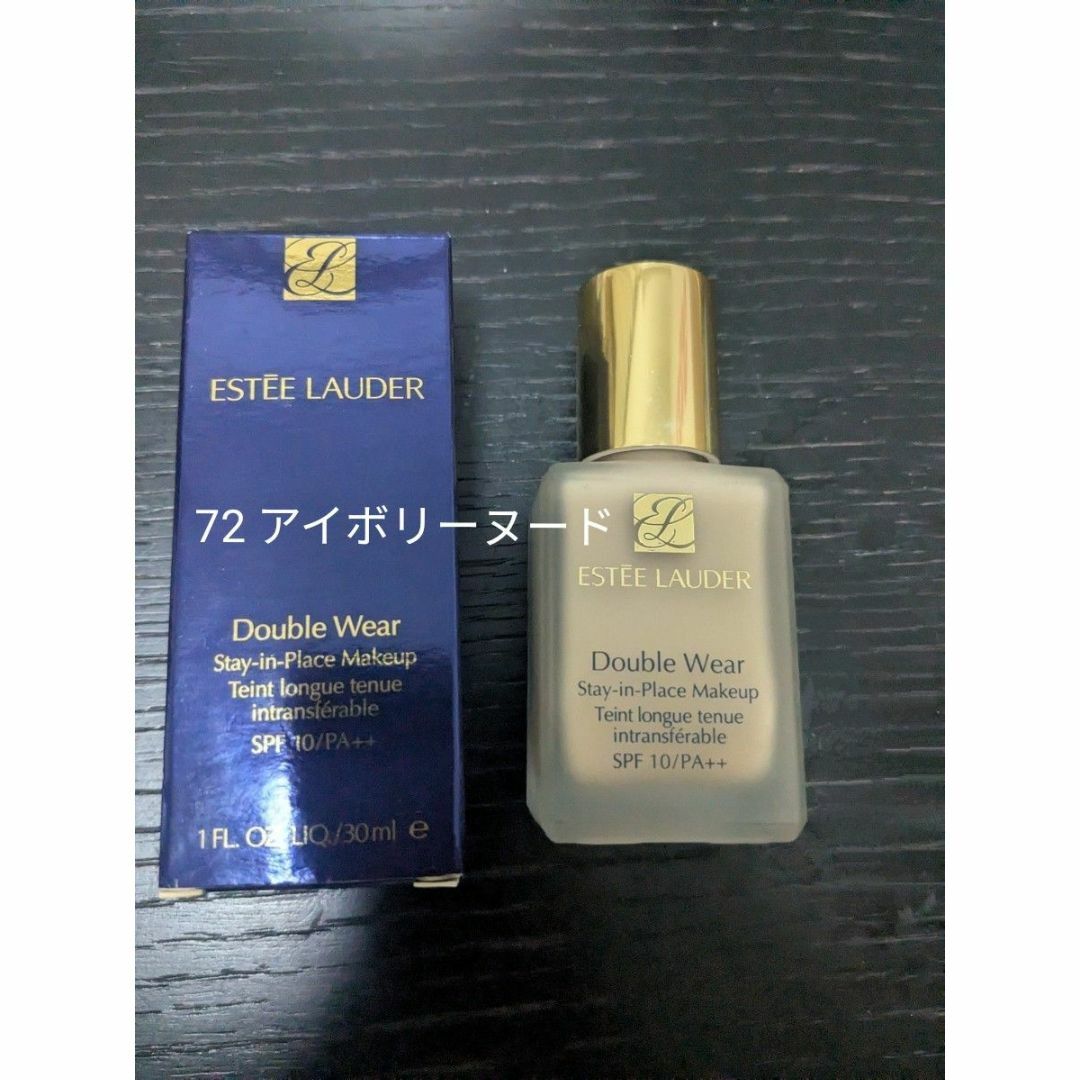 ESTĒE LAUDER
72 アイボリーヌード
Double Wear
Stay-in-Place Makeup
Teint longue tenue
intransférable
SPF 10/PA++
1 FL. OZ. LIQ./30ml e
ESTĒE LAUDER
Double Wear
Stay-in-Place Makeup
Teint longue tenue
intransférable
SPF 10/PA++